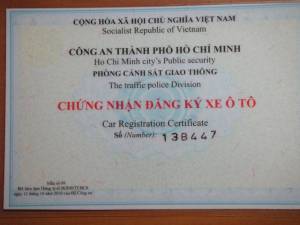 CỘNG HÒA XÃ HỘI CHỦ NGHĨA VIỆT NAM
Socialist Republic of Vietnam
CÔNG AN THÀNH PHỐ HỒ CHÍ MINH
Ho Chi Minh city's Public security
PHÒNG CẢNH SÁT GIAO THÔNG
The traffic police Division
CHỨNG NHẬN ĐĂNG KÝ XE Ô TÔ
Car Registration Certificate
Số (Number): 138447